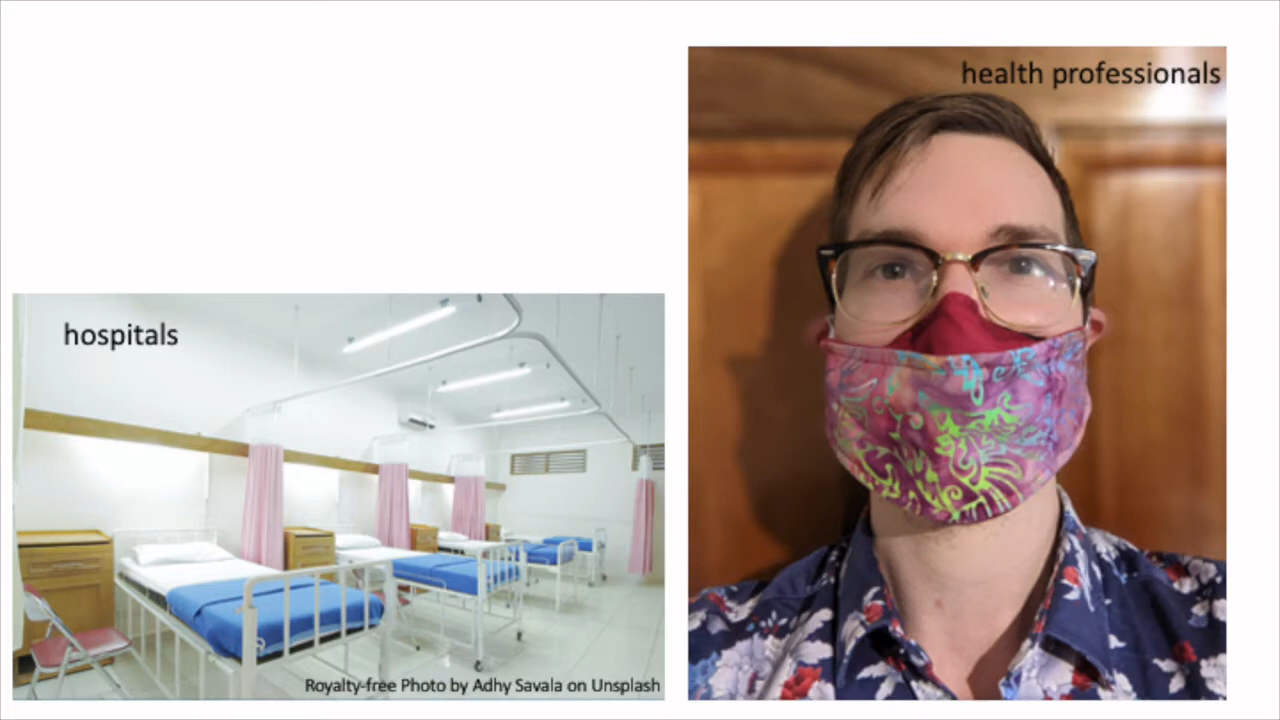 health professionals
hospitals
Royalty-free Photo by Adhy Savala on Unsplash